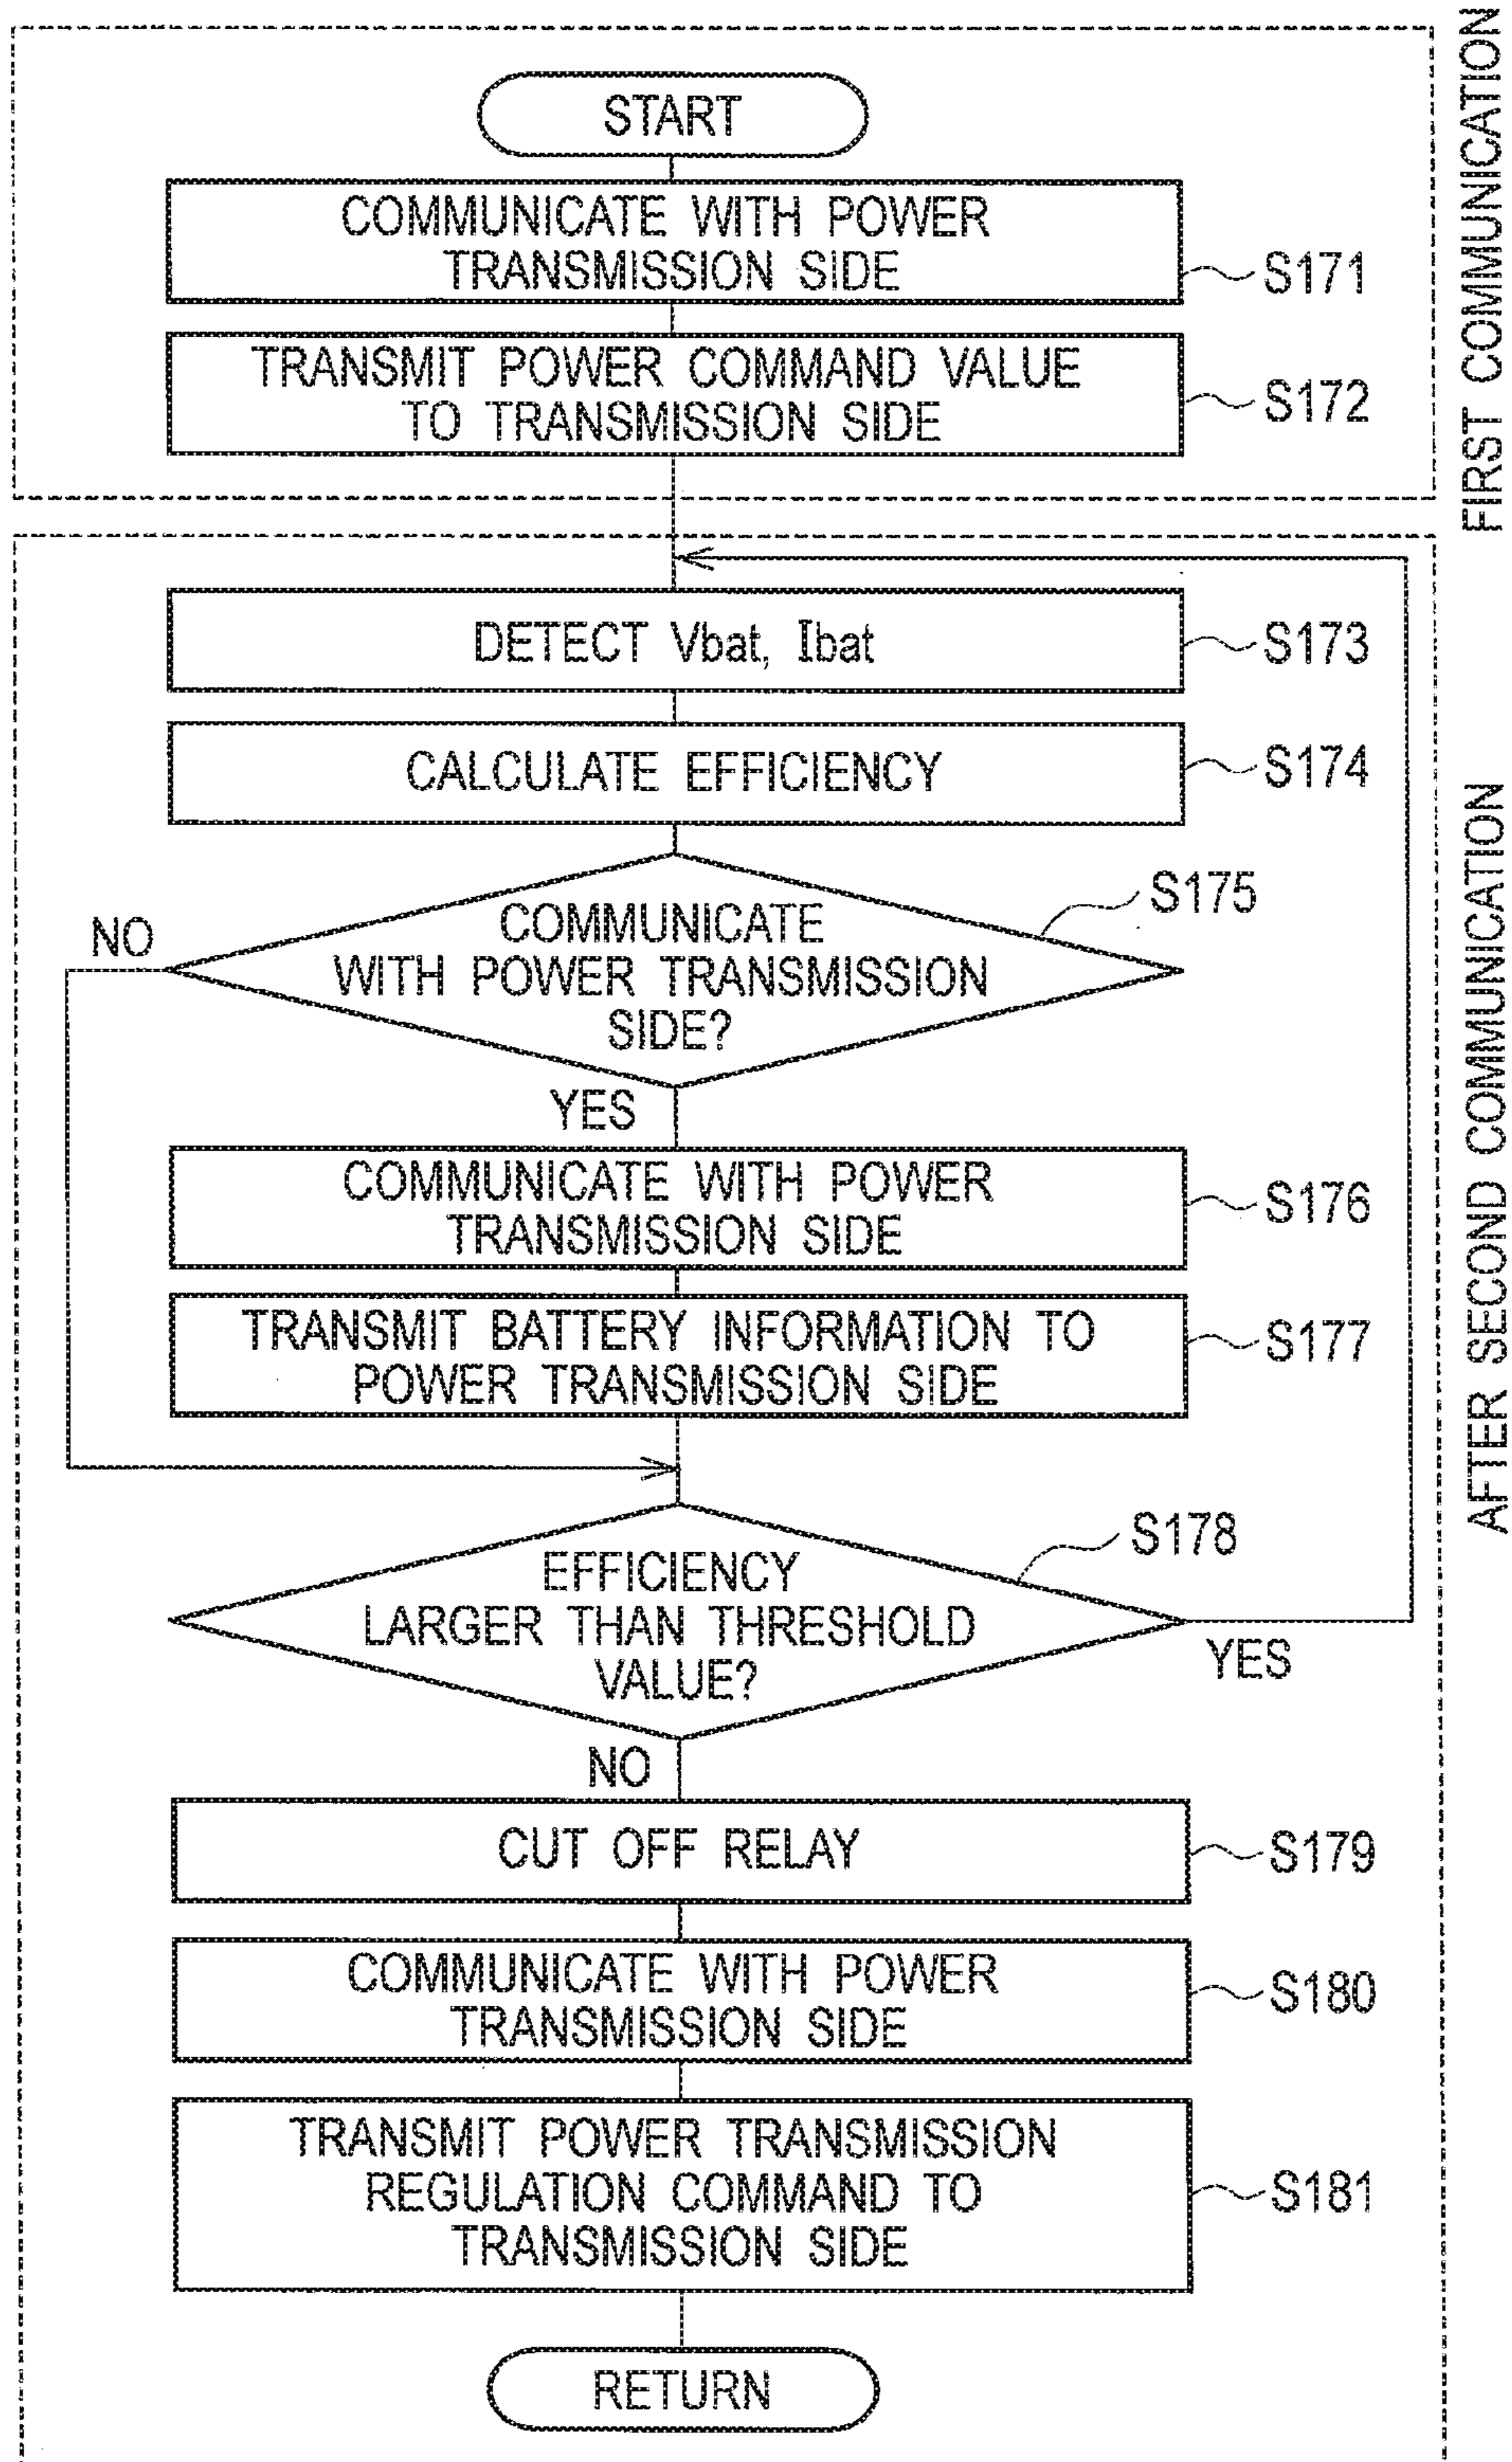 START
COMMUNICATE WITH POWER
TRANSMISSION SIDE
S171
TRANSMIT POWER COMMAND VALUE
TO TRANSMISSION SIDE
S172
FIRST COMMUNICATION
DETECT Vbat, Ibat
S173
CALCULATE EFFICIENCY
S174
COMMUNICATE
WITH POWER TRANSMISSION
SIDE?
S175
NO
YES
COMMUNICATE WITH POWER
TRANSMISSION SIDE
S176
TRANSMIT BATTERY INFORMATION TO
POWER TRANSMISSION SIDE
S177
EFFICIENCY
LARGER THAN THRESHOLD
VALUE?
S178
YES
NO
CUT OFF RELAY
S179
COMMUNICATE WITH POWER
TRANSMISSION SIDE
S180
TRANSMIT POWER TRANSMISSION
REGULATION COMMAND TO
TRANSMISSION SIDE
S181
RETURN
AFTER SECOND COMMUNICATION